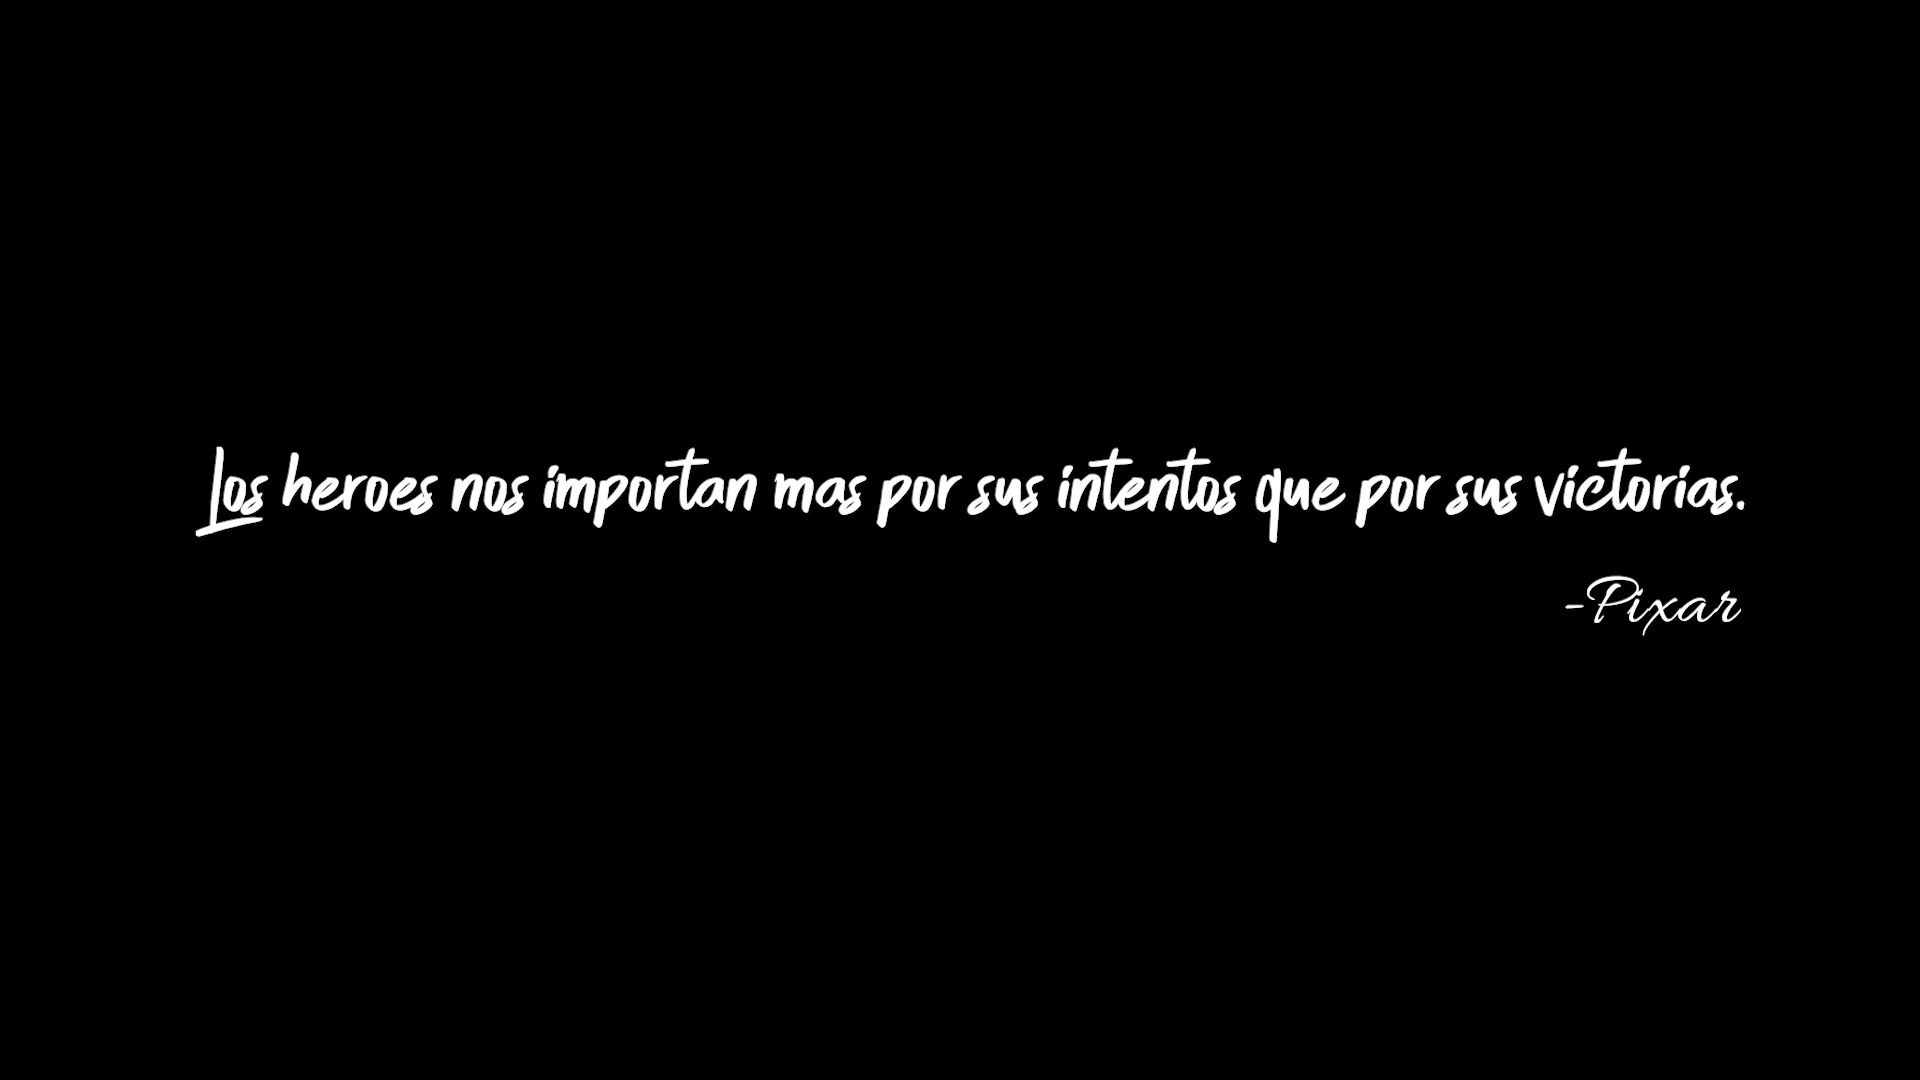 Los heroes nos importan mas por sus intentos que por sus victorias.
-Pixar